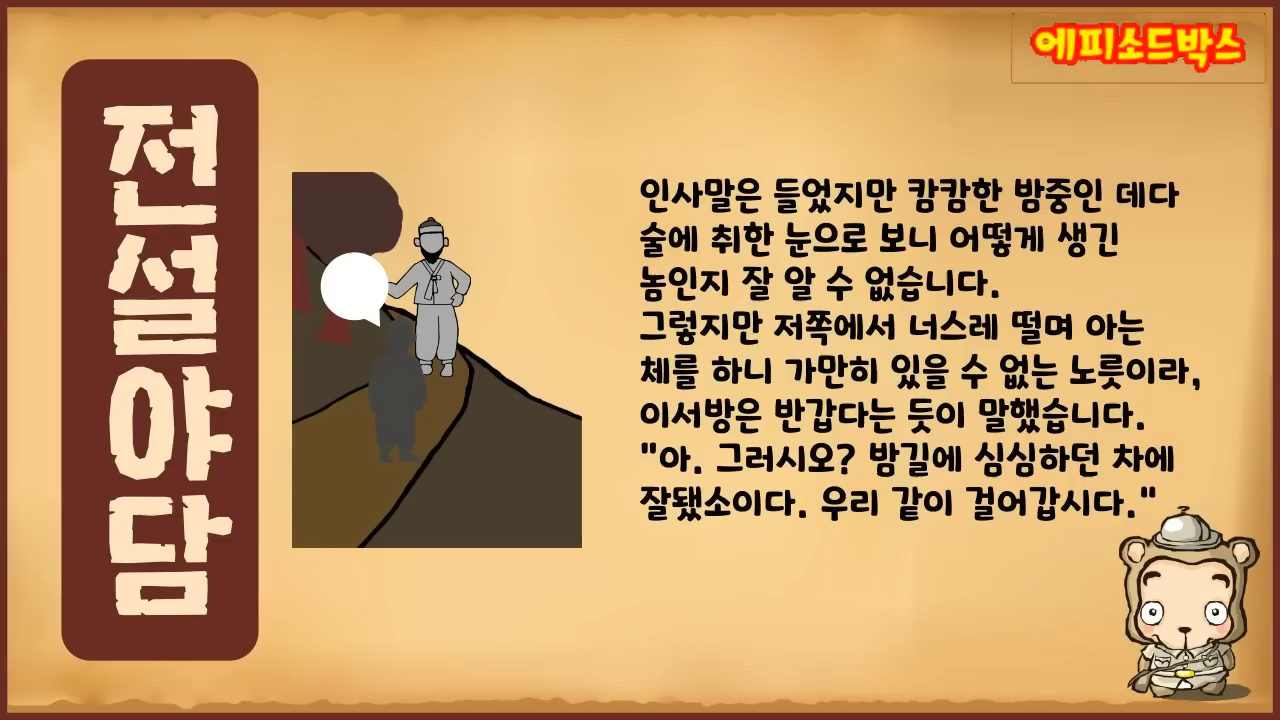 에피소드박스
전설야담
인사말은 들었지만 캄캄한 밤중인 데다
술에 취한 눈으로 보니 어떻게 생긴
놈인지 잘 알 수 없습니다.
그렇지만 저쪽에서 너스레 떨며 아는
체를 하니 가만히 있을 수 없는 노릇이라,
이서방은 반갑다는 듯이 말했습니다.
"아. 그러시오? 밤길에 심심하던 차에
잘됐소이다. 우리 같이 걸어갑시다."